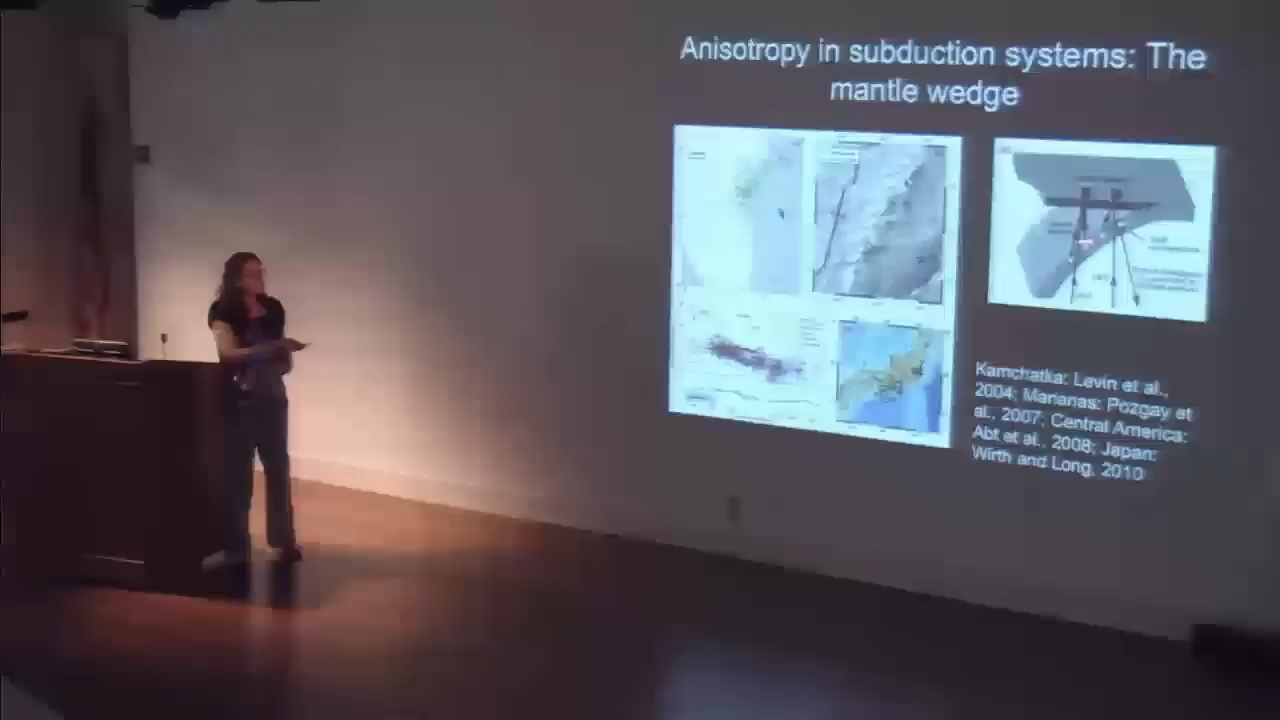 Anisotropy in subduction systems: The
mantle wedge
Kamchatka: Levin et al.,
2004; Marianas: Pozgay et
al., 2007; Central America:
Abt et al., 2008; Japan:
Wirth and Long, 2010